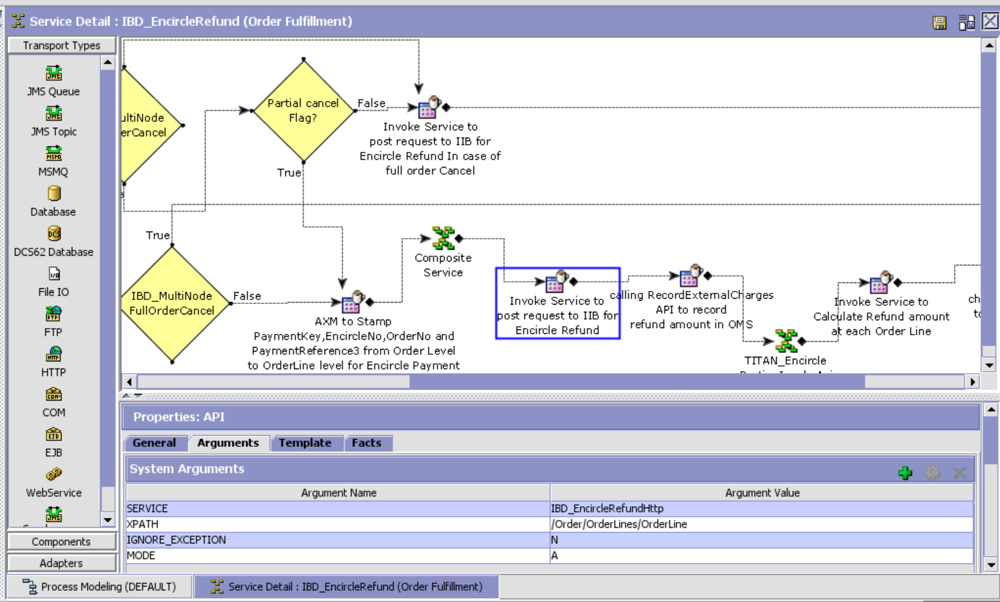 Service Detail : IBD_EncircleRefund (Order Fulfillment)
Transport Types
JMS Queue
JMS Topic
MSMQ
Database
DCS62 Database
File IO
FTP
HTTP
COM
EJB
WebService
Components
Adapters
ultiNode
erCancel
Partial cancel
Flag?
False
True
Invoke Service to
post request to IIB for
Encircle Refund In case of
full order Cancel
True
IBD_MultiNode
FullOrderCancel
False
AXM to Stamp
PaymentKey,EncircleNo,OrderNo and
PaymentReference3 from Order Level
to OrderLine level for Encircle Payment
Composite
Service
Invoke Service to
post request to IIB for
Encircle Refund
calling RecordExternalCharges
API to record
refund amount in OMS
TITAN_Encircle
Invoke Service to
Calculate Refund amount
at each Order Line
ch
to
Properties: API
General Arguments Template Facts
System Arguments
Argument Name Argument Value
SERVICE IBD_EncircleRefundHttp
XPATH /Order/OrderLines/OrderLine
IGNORE_EXCEPTION N
MODE A
Process Modeling (DEFAULT) Service Detail : IBD_EncircleRefund (Order Fulfillment)